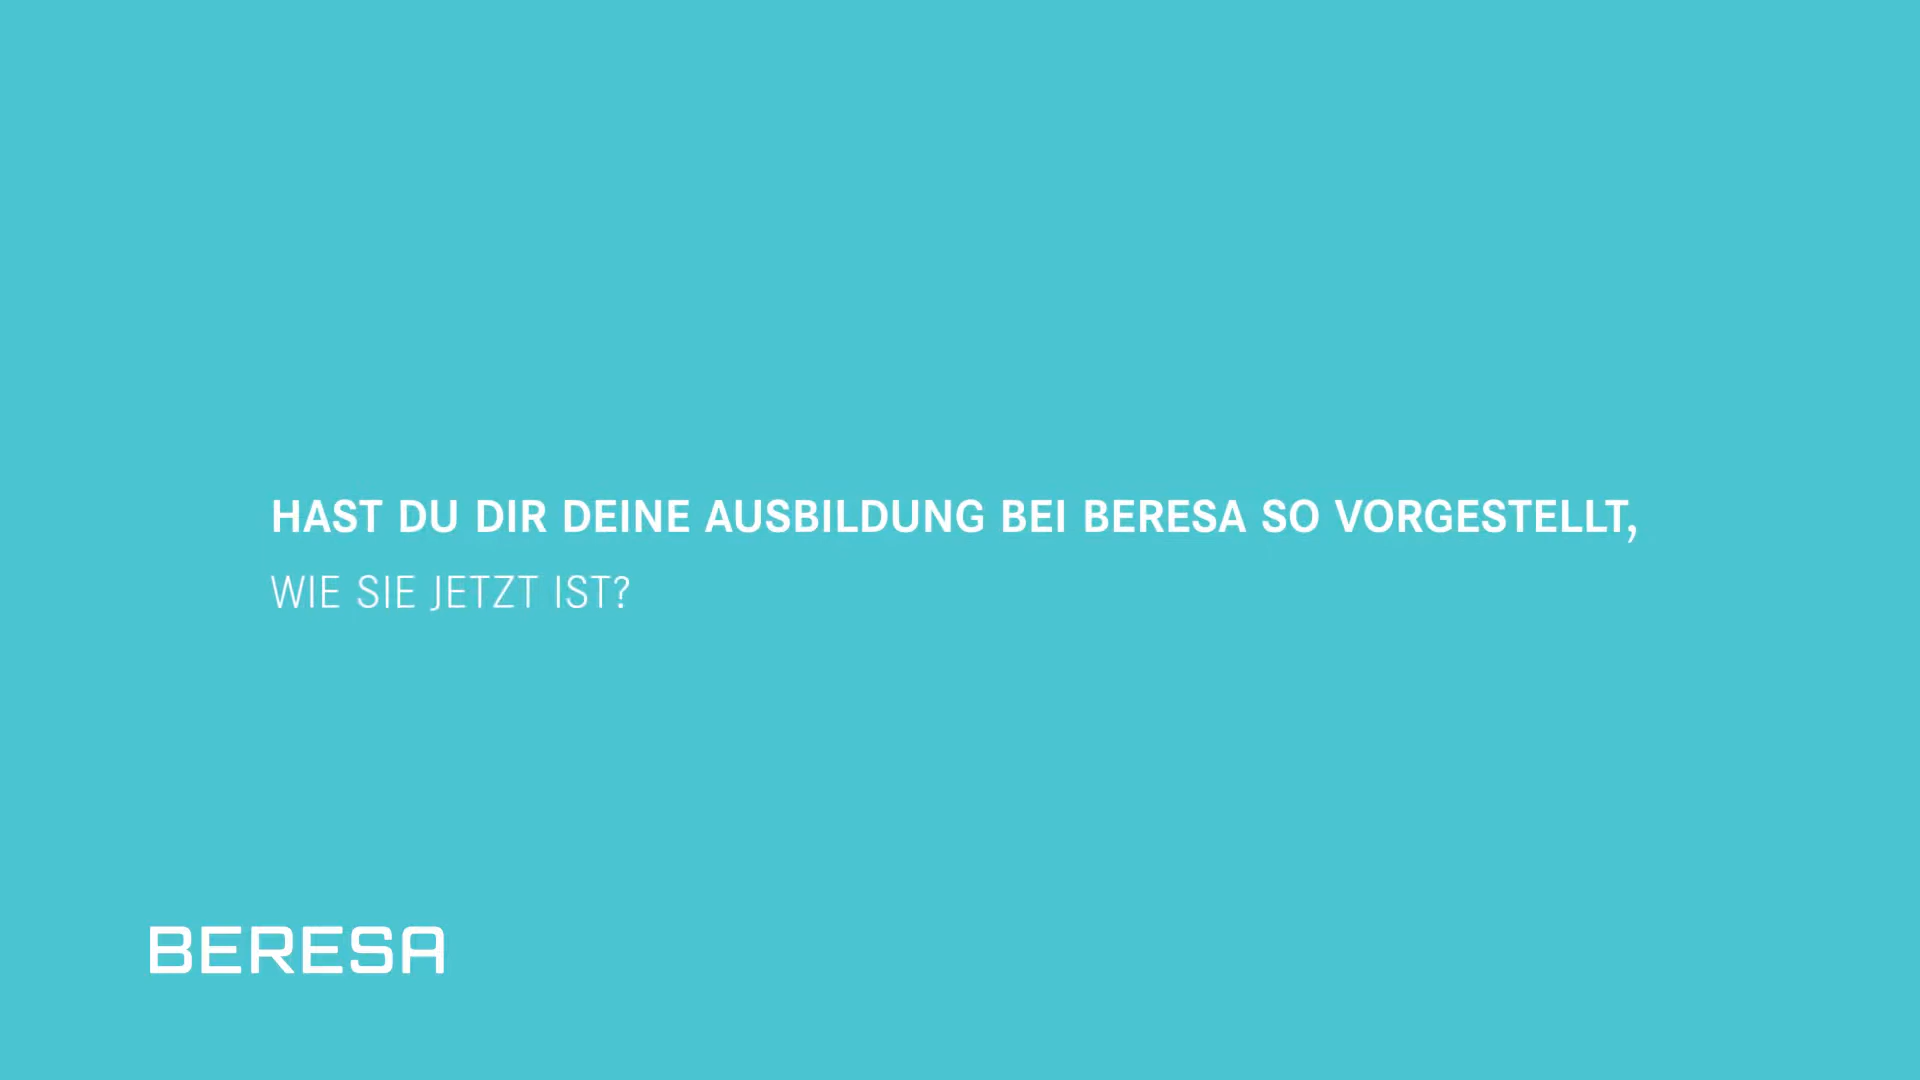 HAST DU DIR DEINE AUSBILDUNG BEI BERESA SO VORGESTELLT,
WIE SIE JETZT IST?
BERESA